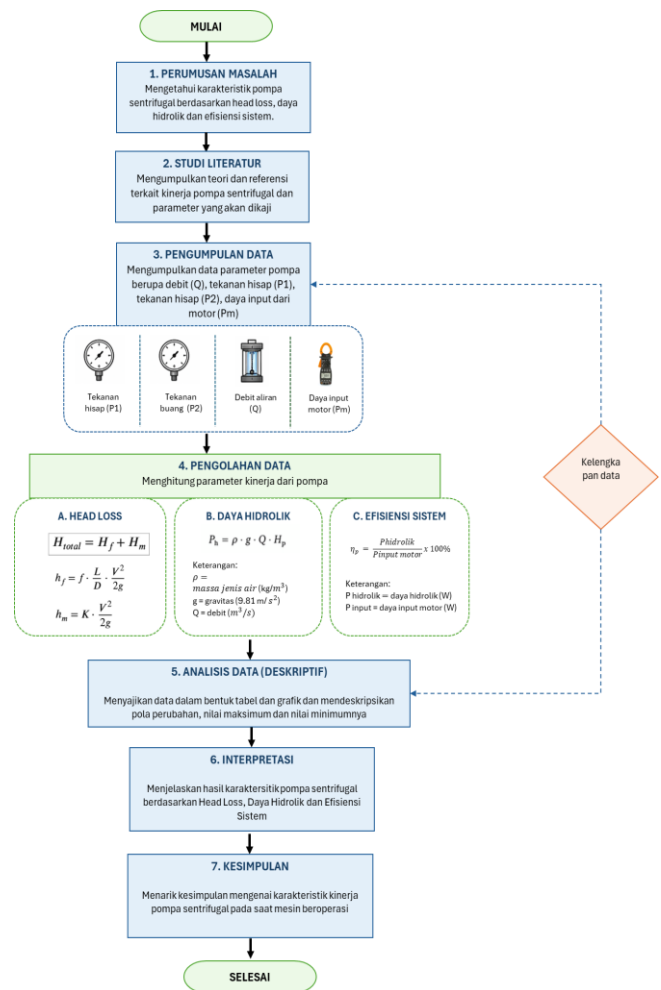 MULAI
1. PERUMUSAN MASALAH
Mengetahui karakteristik pompa
sentrifugal berdasarkan head loss, daya
hidrolik dan efisiensi sistem.
2. STUDI LITERATUR
Mengumpulkan teori dan referensi
terkait kinerja pompa sentrifugal dan
parameter yang akan dikaji
3. PENGUMPULAN DATA
Mengumpulkan data parameter pompa
berupa debit (Q), tekanan hisap (P1),
tekanan hisap (P2), daya input dari
motor (Pm)
Tekanan
hisap (P1)
Tekanan
buang (P2)
Debit aliran
(Q)
Daya input
motor (Pm)
Kelengka
pan data
4. PENGOLAHAN DATA
Menghitung parameter kinerja dari pompa
A. HEAD LOSS
H_total = H_f + H_m
h_f = f · L/D · V²/2g
h_m = K · V²/2g
B. DAYA HIDROLIK
P_h = ρ · g · Q · H_p
Keterangan:
ρ =
massa jenis air (kg/m³)
g = gravitas (9.81 m/s²)
Q = debit (m³/s)
C. EFISIENSI SISTEM
η_p = Phidrolik/Pinput motor x 100%
Keterangan:
P hidrolik = daya hidrolik (W)
P input = daya input motor (W)
5. ANALISIS DATA (DESKRIPTIF)
Menyajikan data dalam bentuk tabel dan grafik dan mendeskripsikan
pola perubahan, nilai maksimum dan nilai minimumnya
6. INTERPRETASI
Menjelaskan hasil karaktersitik pompa sentrifugal
berdasarkan Head Loss, Daya Hidrolik dan Efisiensi
Sistem
7. KESIMPULAN
Menarik kesimpulan mengenai karakteristik kinerja
pompa sentrifugal pada saat mesin beroperasi
SELESAI